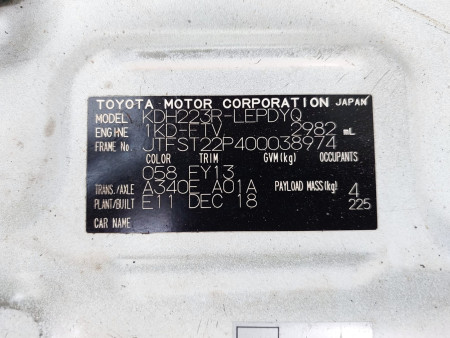 TOYOTA MOTOR CORPORATION JAPAN
MODEL KDH223R-LEPDYQ
ENGINE 1KD-FTV 2982 mL
FRAME No. JTFST22P400038974
COLOR TRIM GVM(kg) OCCUPANTS
058 FY13
TRANS./AXLE A340E A01A PAYLOAD MASS(kg) 4
PLANT/BUILT E11 DEC 18 225
CAR NAME